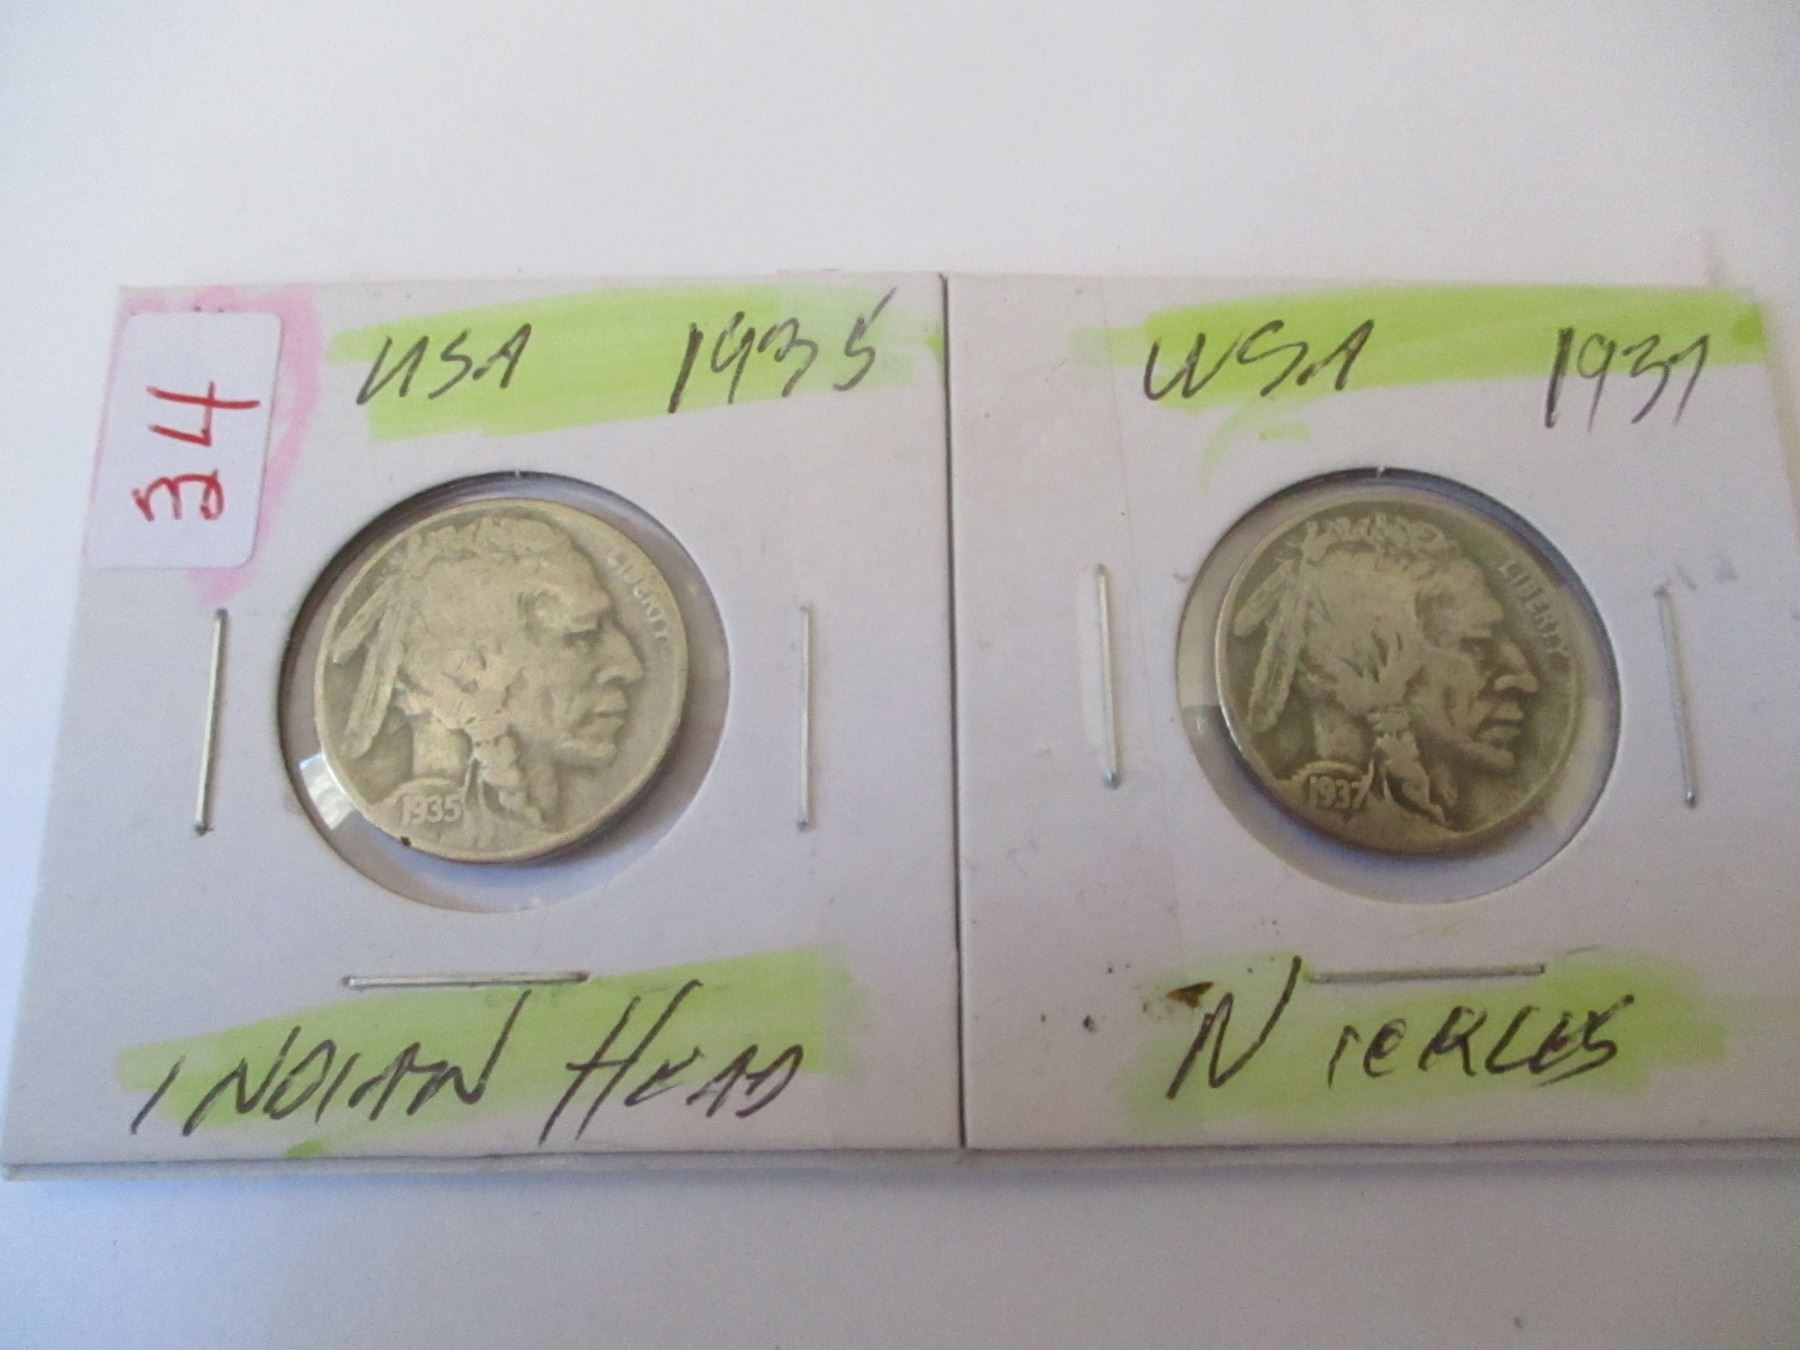 34
USA 1935
LIBERTY
1935
INDIAN HEAD
USA 1937
LIBERTY
1937
NICKLES